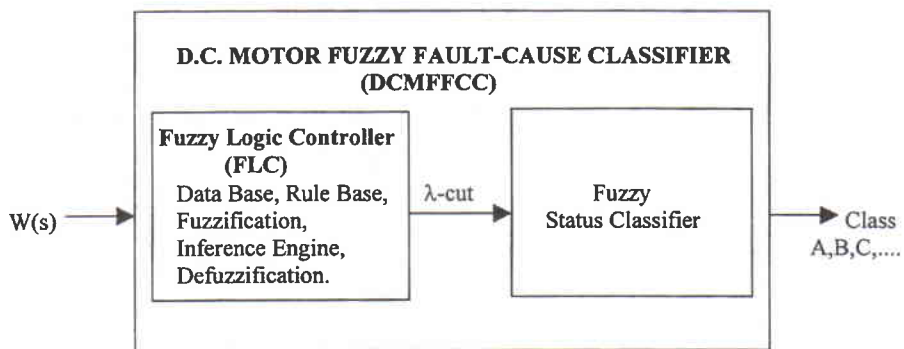 D.C. MOTOR FUZZY FAULT-CAUSE CLASSIFIER
(DCMFFCC)
Fuzzy Logic Controller
(FLC)
Data Base, Rule Base,
Fuzzification,
Inference Engine,
Defuzzification.
W(s)
λ-cut
Fuzzy
Status Classifier
Class
A,B,C,....